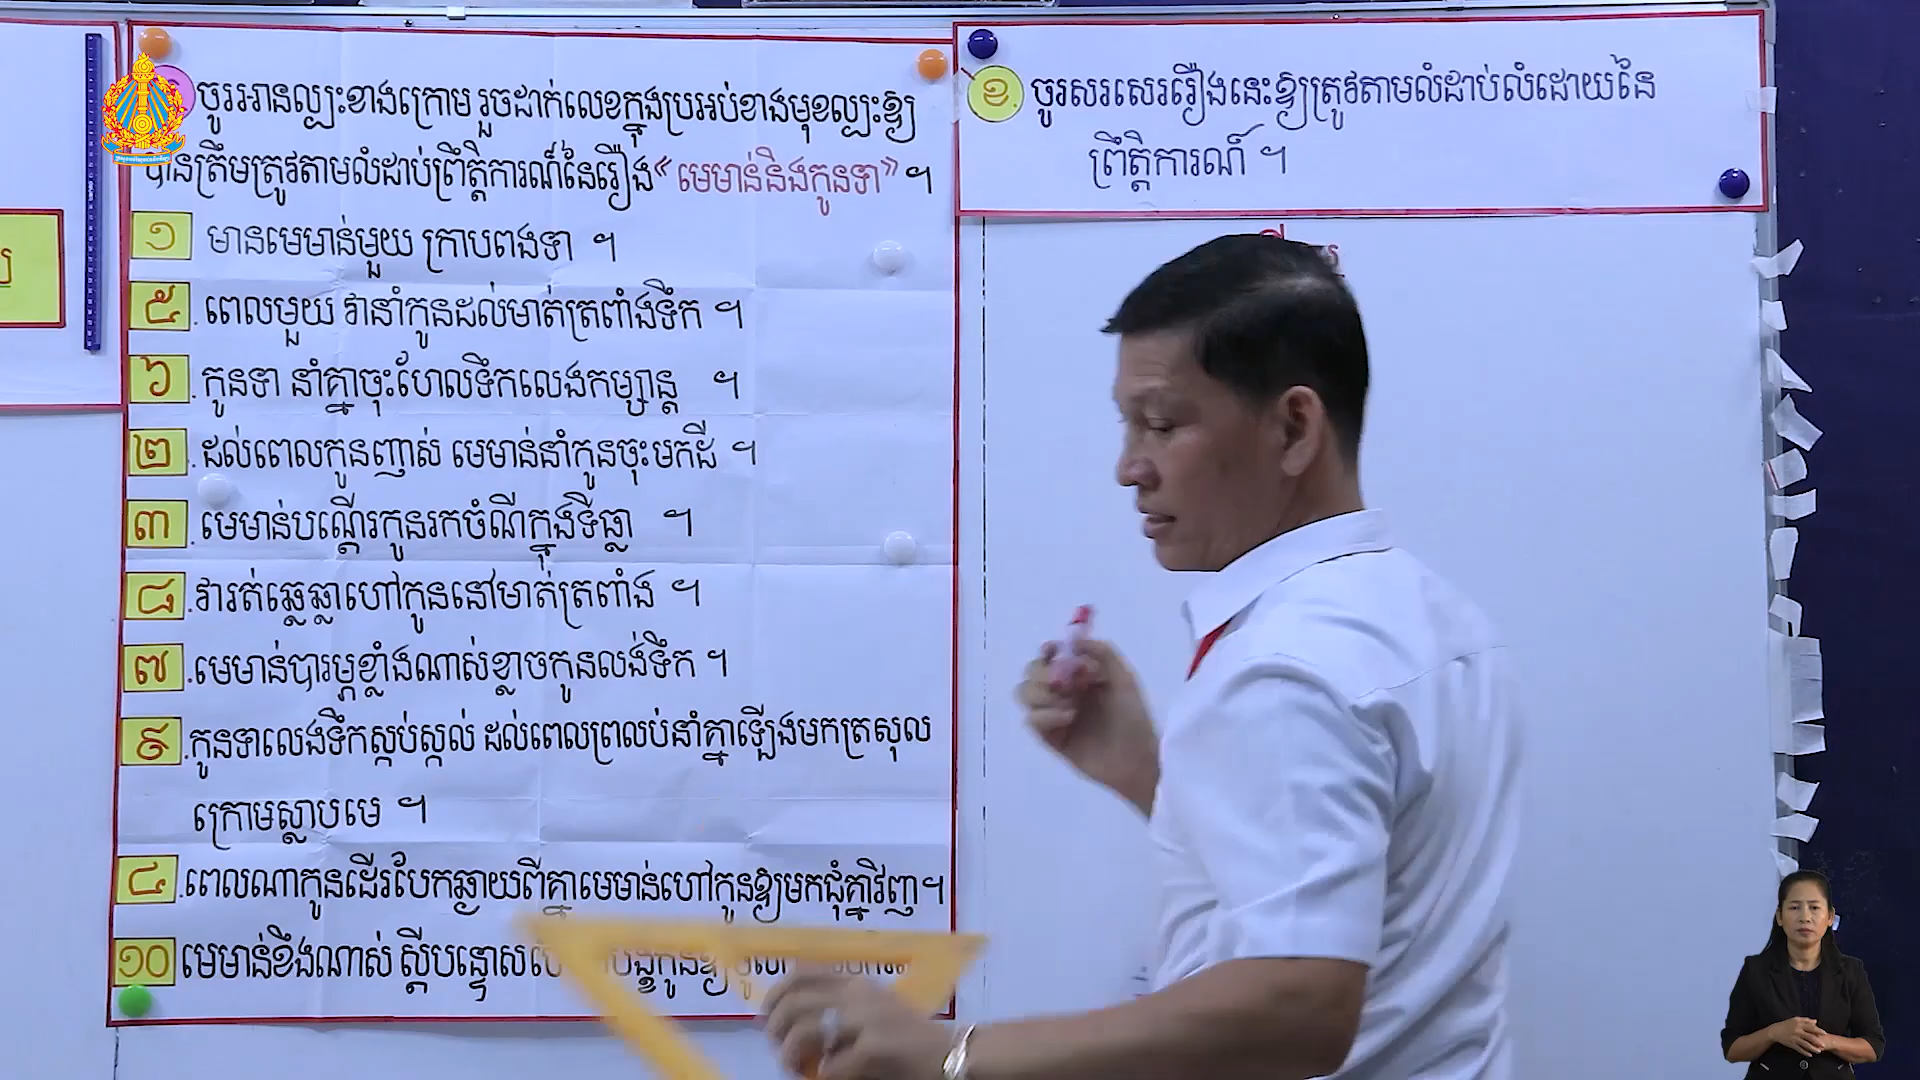 ចូរអានល្បះខាងក្រោម រួចដាក់លេខក្នុងប្រអប់ខាងមុខល្បះឱ្យ
បានត្រឹមត្រូវតាមលំដាប់ព្រឹត្តិការណ៍នៃរឿង«មេមាន់និងកូនទា»។
១ មានមេមាន់មួយ ក្រាបពងទា ។
៥. ពេលមួយ វានាំកូនដល់មាត់ត្រពាំងទឹក ។
៦. កូនទា នាំគ្នាចុះហែលទឹកលេងកម្សាន្ត ។
២. ដល់ពេលកូនញាស់ មេមាន់នាំកូនចុះមកដី ។
៣. មេមាន់បណ្ដើរកូនរកចំណីក្នុងទីធ្លា ។
៨. វារត់ឆ្លេឆ្លាហៅកូននៅមាត់ត្រពាំង ។
៧. មេមាន់បារម្ភខ្លាំងណាស់ខ្លាចកូនលង់ទឹក ។
៩. កូនទាលេងទឹកស្កប់ស្កល់ ដល់ពេលព្រលប់នាំគ្នាឡើងមកត្រសុល
ក្រោមស្លាបមេ ។
៤. ពេលណាកូនដើរបែកឆ្ងាយពីគ្នាមេមាន់ហៅកូនឱ្យមកជុំគ្នាវិញ។
១០ មេមាន់ខឹងណាស់ ស្ដីបន្ទោស
ខ. ចូរសរសេររឿងនេះឱ្យត្រូវតាមលំដាប់លំដោយនៃ
ព្រឹត្តិការណ៍ ។